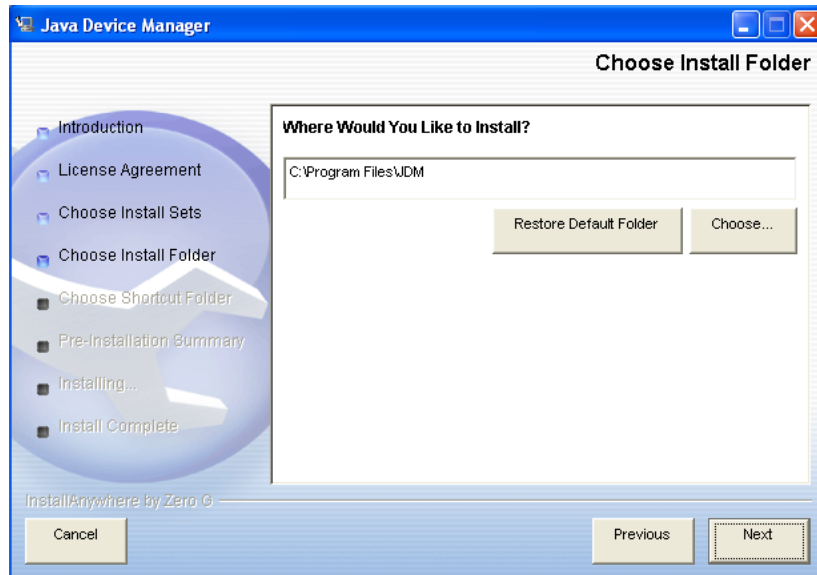 Java Device Manager
Choose Install Folder
Introduction
License Agreement
Choose Install Sets
Choose Install Folder
Choose Shortcut Folder
Pre-Installation Summary
Installing...
Install Complete
Where Would You Like to Install?
C:\Program Files\JDM
Restore Default Folder
Choose...
InstallAnywhere by Zero G
Cancel
Previous
Next